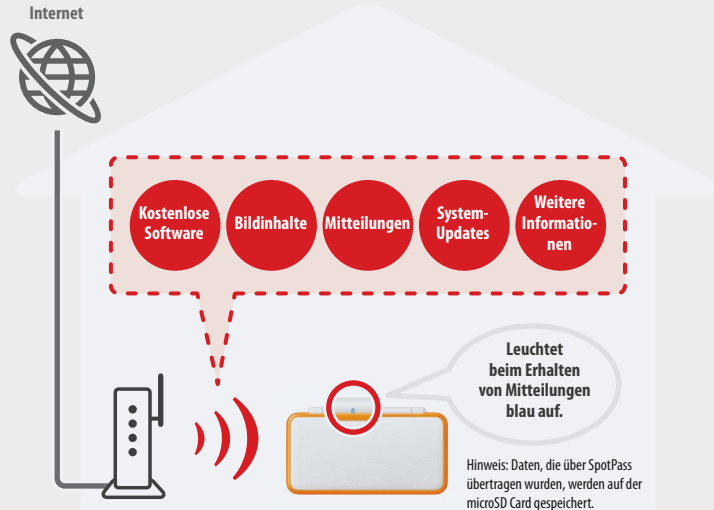 Internet
Kostenlose
Software
Bildinhalte
Mitteilungen
System-
Updates
Weitere
Informatio-
nen
Leuchtet
beim Erhalten
von Mitteilungen
blau auf.
Hinweis: Daten, die über SpotPass
übertragen wurden, werden auf der
microSD Card gespeichert.